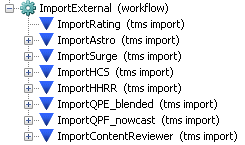 ImportExternal (workflow)
ImportRating (tms import)
ImportAstro (tms import)
ImportSurge (tms import)
ImportHCS (tms import)
ImportHHRR (tms import)
ImportQPE_blended (tms import)
ImportQPF_nowcast (tms import)
ImportContentReviewer (tms import)